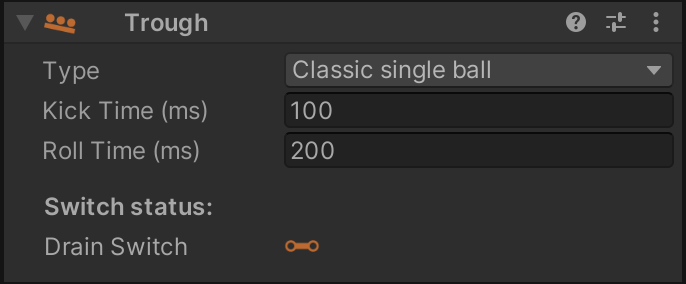 Trough
Type Classic single ball
Kick Time (ms) 100
Roll Time (ms) 200
Switch status:
Drain Switch